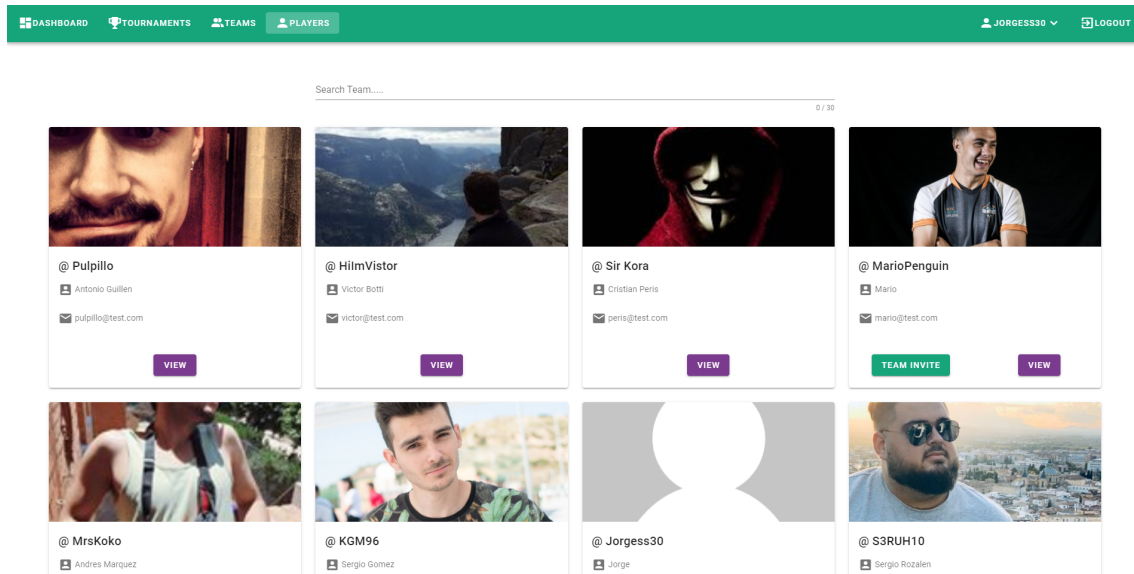 DASHBOARD TOURNAMENTS TEAMS PLAYERS JORGESS30 LOGOUT
Search Team.....
0 / 30
@ Pulpillo
Antonio Guillen
pulpillo@test.com
VIEW
@ HiImVistor
Victor Botti
victor@test.com
VIEW
@ Sir Kora
Cristian Peris
peris@test.com
VIEW
@ MarioPenguin
Mario
mario@test.com
TEAM INVITE VIEW
@ MrsKoko
Andres Marquez
@ KGM96
Sergio Gomez
@ Jorgess30
Jorge
@ S3RUH10
Sergio Rozalen